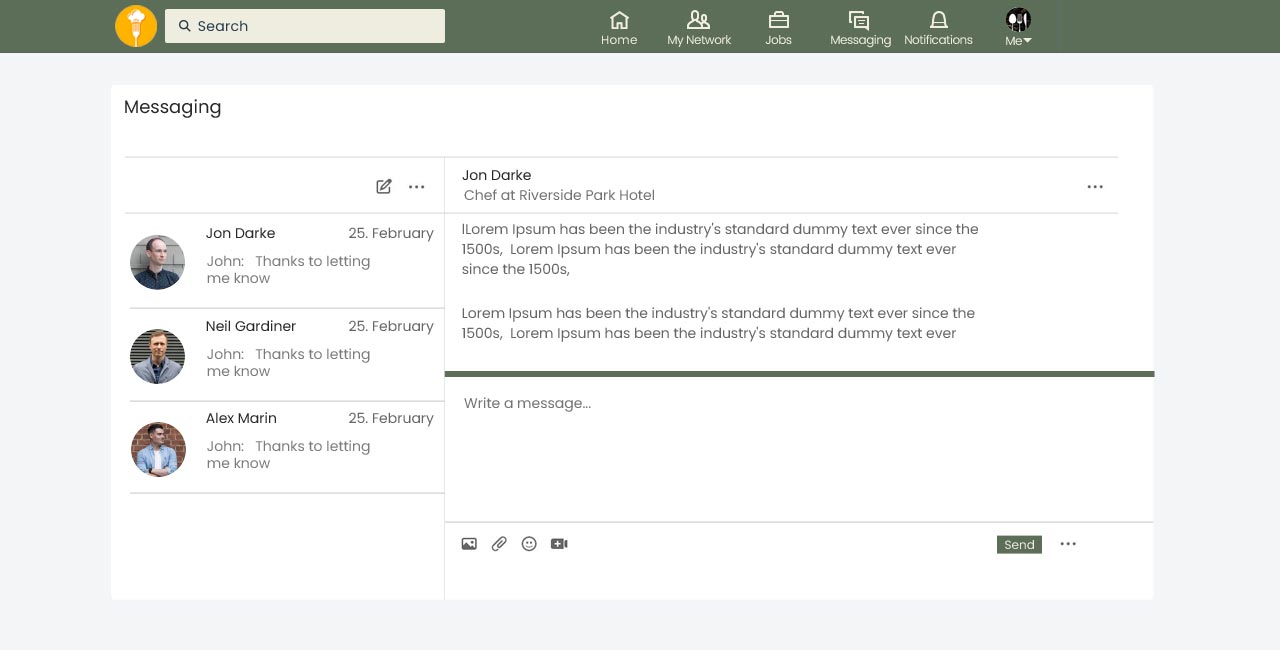 Search
Home
My Network
Jobs
Messaging
Notifications
Me
Messaging
Jon Darke
Chef at Riverside Park Hotel
Jon Darke 25. February
John: Thanks to letting
me know
Neil Gardiner 25. February
John: Thanks to letting
me know
Alex Marin 25. February
John: Thanks to letting
me know
lLorem Ipsum has been the industry's standard dummy text ever since the
1500s, Lorem Ipsum has been the industry's standard dummy text ever
since the 1500s,
Lorem Ipsum has been the industry's standard dummy text ever since the
1500s, Lorem Ipsum has been the industry's standard dummy text ever
Write a message...
Send